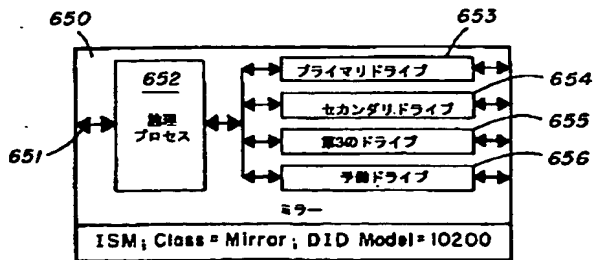 650
653
652
論理
プロセス
651
プライマリドライブ
654
セカンダリドライブ
655
第3のドライブ
656
予備ドライブ
ミラー
ISM; Class = Mirror; DID Model = 10200